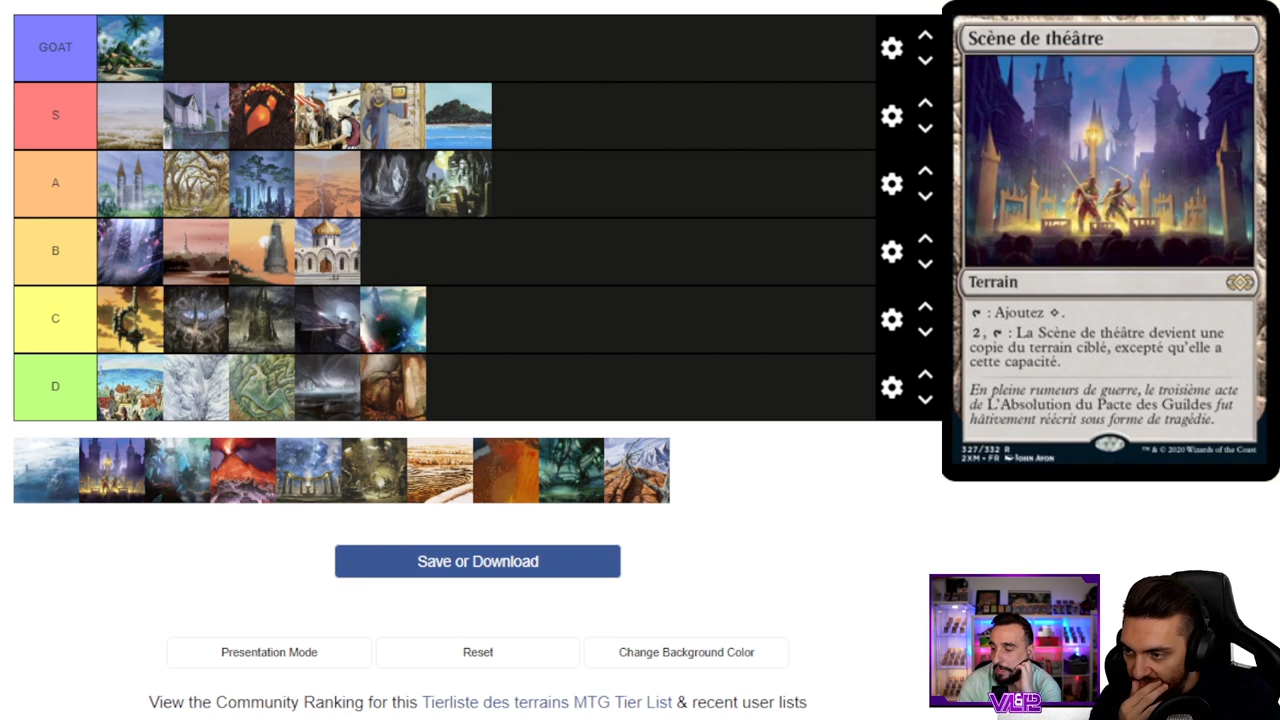 GOAT
S
A
B
C
D
Scène de théâtre
Terrain
: Ajoutez
2, : La Scène de théâtre devient une
copie du terrain ciblé, excepté qu'elle a
cette capacité.
En pleine rumeurs de guerre, le troisième acte
de L'Absolution du Pacte des Guildes fut
hâtivement réécrit sous forme de tragédie.
327/332 R
2XM • FR John Avon
™ & © 2020 Wizards of the Coast
Save or Download
Presentation Mode
Reset
Change Background Color
View the Community Ranking for this Tierliste des terrains MTG Tier List & recent user lists